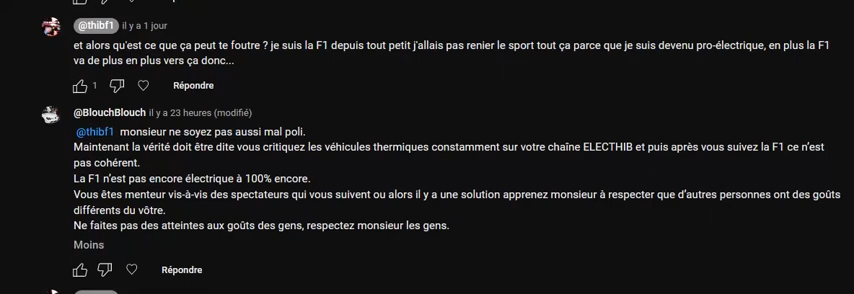 @thibf1 il y a 1 jour
et alors qu'est ce que ça peut te foutre ? je suis la F1 depuis tout petit j'allais pas renier le sport tout ça parce que je suis devenu pro-électrique, en plus la F1
va de plus en plus vers ça donc...
1 Répondre
@BlouchBlouch il y a 23 heures (modifié)
@thibf1 monsieur ne soyez pas aussi mal poli.
Maintenant la vérité doit être dite vous critiquez les véhicules thermiques constamment sur votre chaîne ELECTHIB et puis après vous suivez la F1 ce n'est
pas cohérent.
La F1 n'est pas encore électrique à 100% encore.
Vous êtes menteur vis-à-vis des spectateurs qui vous suivent ou alors il y a une solution apprenez monsieur à respecter que d'autres personnes ont des goûts
différents du vôtre.
Ne faites pas des atteintes aux goûts des gens, respectez monsieur les gens.
Moins
Répondre